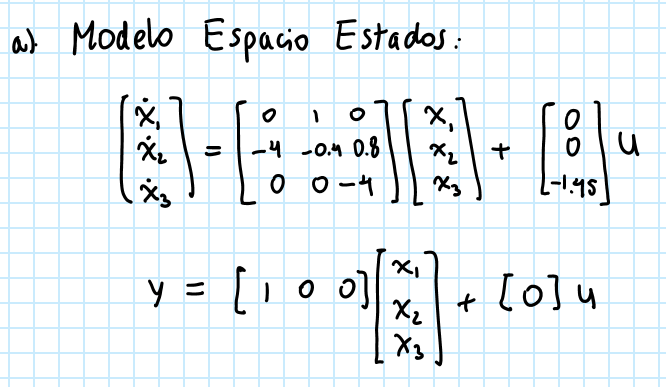 a). Modelo Espacio Estados:
[ẋ₁ ẋ₂ ẋ₃] = [0 1 0; -4 -0.4 0.8; 0 0 -4] [x₁ x₂ x₃] + [0 0 -1.45] u
y = [1 0 0] [x₁ x₂ x₃] + [0] u